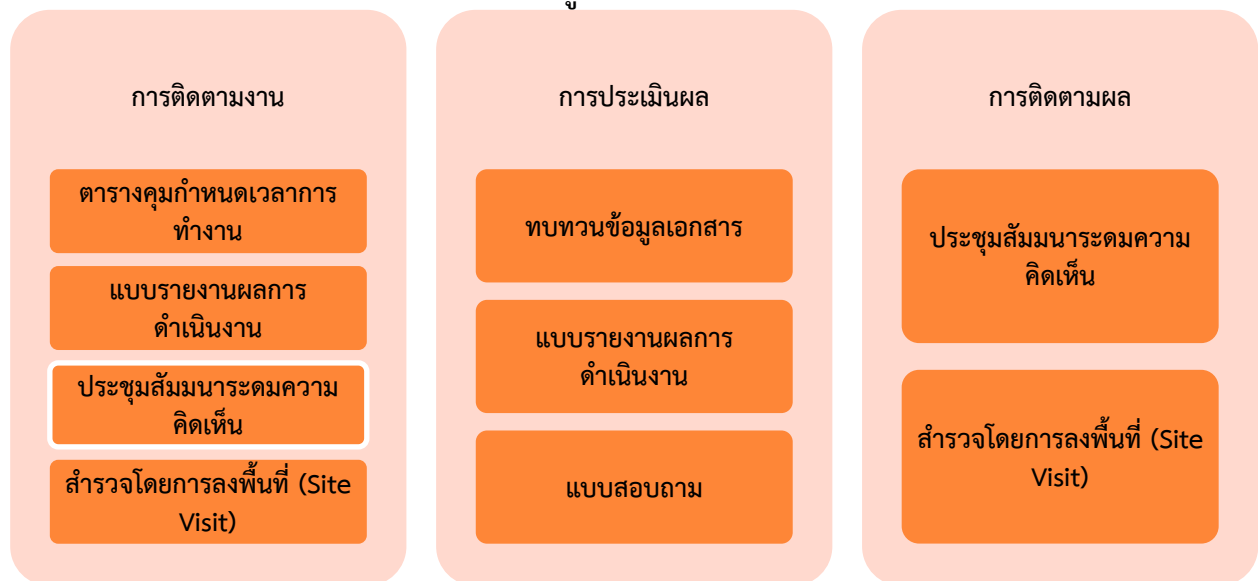 การติดตามงาน
ตารางคุมกำหนดเวลาการ
ทำงาน
แบบรายงานผลการ
ดำเนินงาน
ประชุมสัมมนาระดมความ
คิดเห็น
สำรวจโดยการลงพื้นที่ (Site
Visit)
การประเมินผล
ทบทวนข้อมูลเอกสาร
แบบรายงานผลการ
ดำเนินงาน
แบบสอบถาม
การติดตามผล
ประชุมสัมมนาระดมความ
คิดเห็น
สำรวจโดยการลงพื้นที่ (Site
Visit)